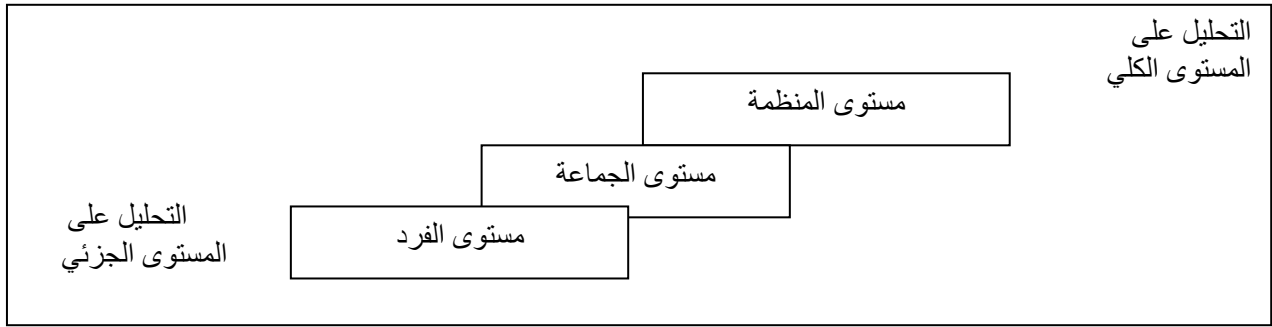 التحليل على
المستوى الكلي
مستوى المنظمة
مستوى الجماعة
التحليل على
المستوى الجزئي
مستوى الفرد